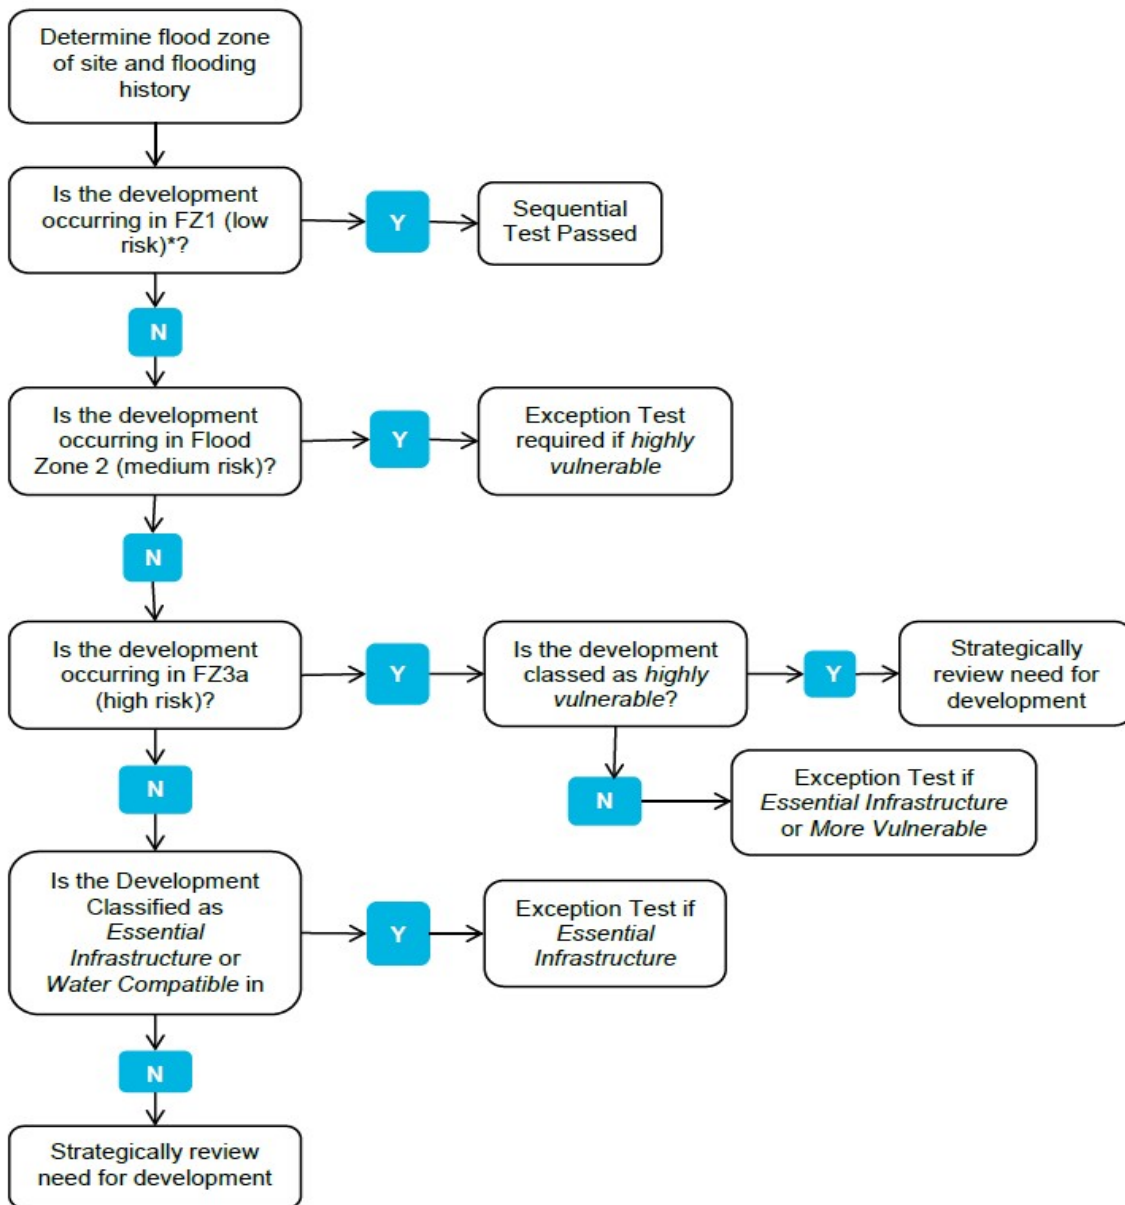 Determine flood zone
of site and flooding
history
Is the development
occurring in FZ1 (low
risk)*?
Y
Sequential
Test Passed
N
Is the development
occurring in Flood
Zone 2 (medium risk)?
Y
Exception Test
required if highly
vulnerable
N
Is the development
occurring in FZ3a
(high risk)?
Y
Is the development
classed as highly
vulnerable?
Y
Strategically
review need for
development
N
Exception Test if
Essential Infrastructure
or More Vulnerable
N
Is the Development
Classified as
Essential
Infrastructure or
Water Compatible in
Y
Exception Test if
Essential
Infrastructure
N
Strategically review
need for development